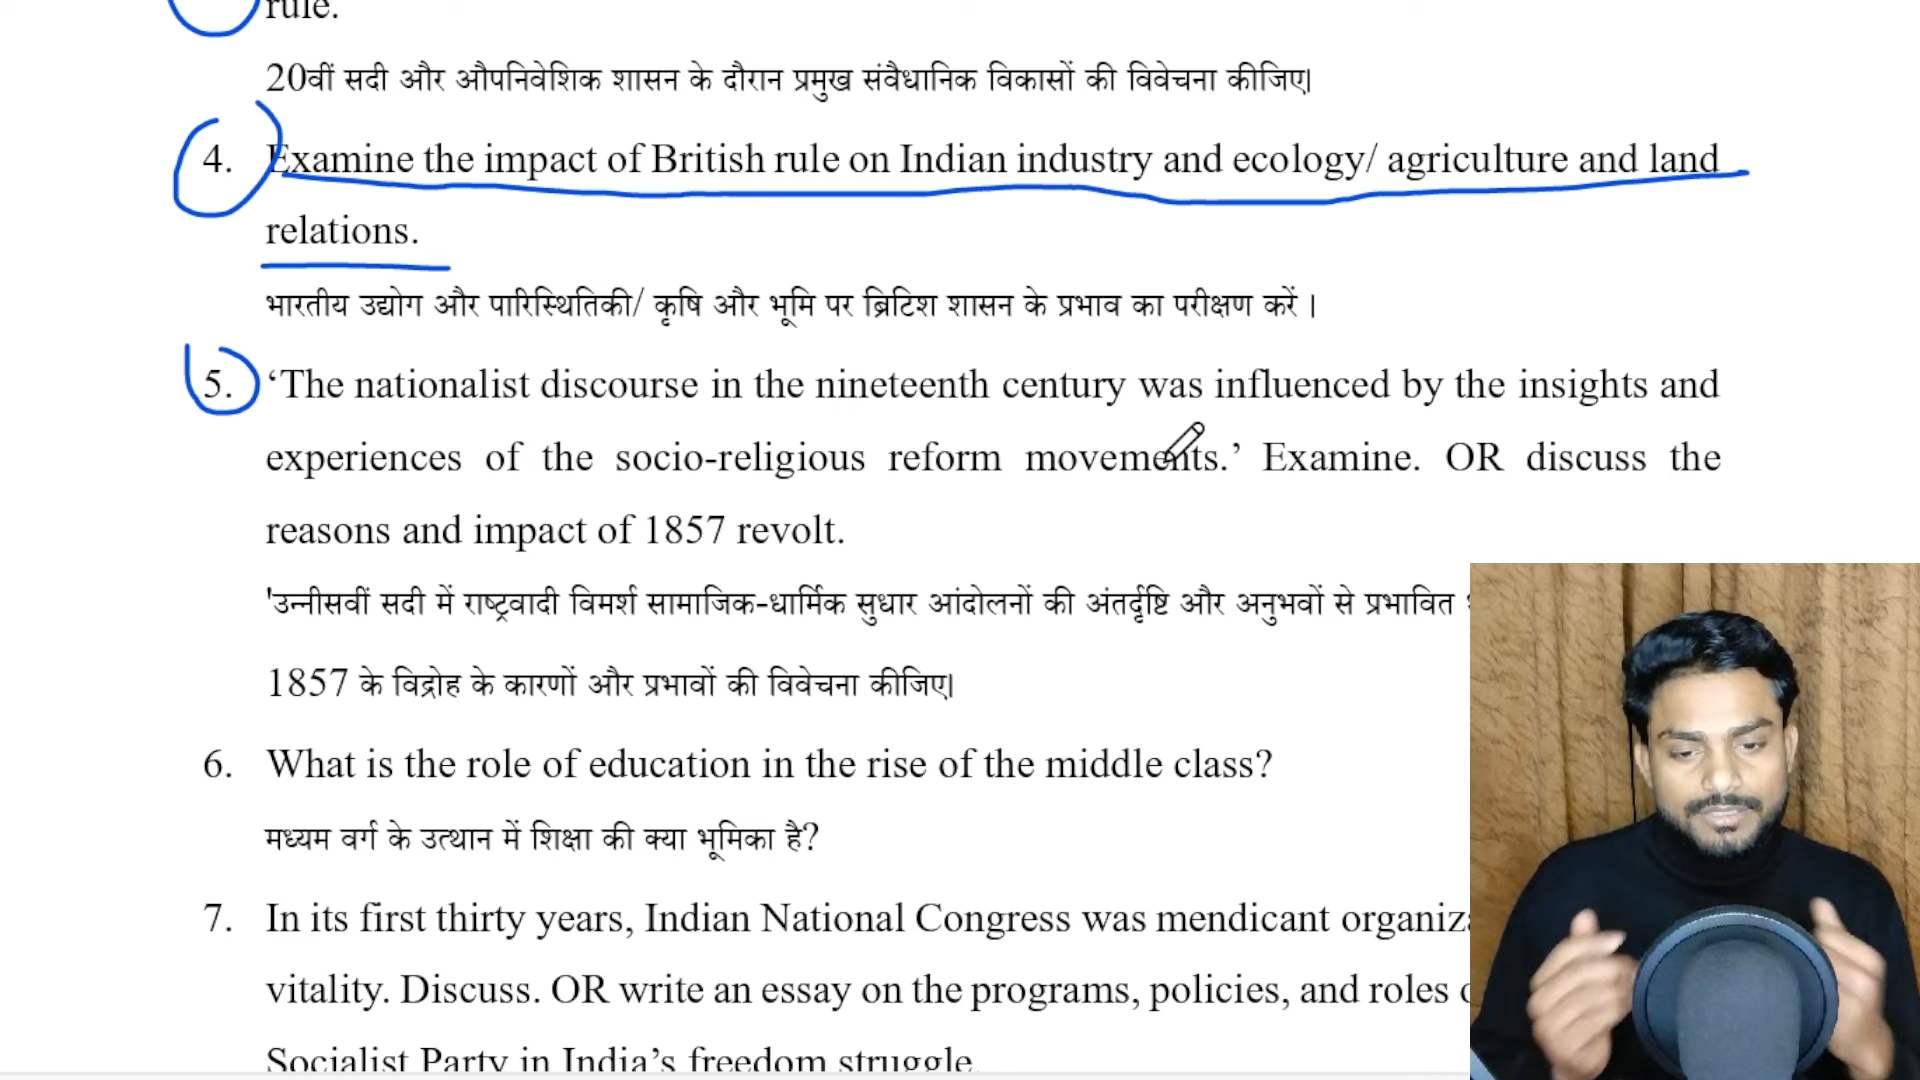 rule.
20वीं सदी और औपनिवेशिक शासन के दौरान प्रमुख संवैधानिक विकासों की विवेचना कीजिए।
4. Examine the impact of British rule on Indian industry and ecology/ agriculture and land
relations.
भारतीय उद्योग और पारिस्थितिकी/ कृषि और भूमि पर ब्रिटिश शासन के प्रभाव का परीक्षण करें ।
5. ‘The nationalist discourse in the nineteenth century was influenced by the insights and
experiences of the socio-religious reform movements.’ Examine. OR discuss the
reasons and impact of 1857 revolt.
'उन्नीसवीं सदी में राष्ट्रवादी विमर्श सामाजिक-धार्मिक सुधार आंदोलनों की अंतर्दृष्टि और अनुभवों से प्रभावित
1857 के विद्रोह के कारणों और प्रभावों की विवेचना कीजिए।
6. What is the role of education in the rise of the middle class?
मध्यम वर्ग के उत्थान में शिक्षा की क्या भूमिका है?
7. In its first thirty years, Indian National Congress was mendicant
vitality. Discuss. OR write an essay on the programs, policies, and roles
Socialist Party in India’s freedom struggle.